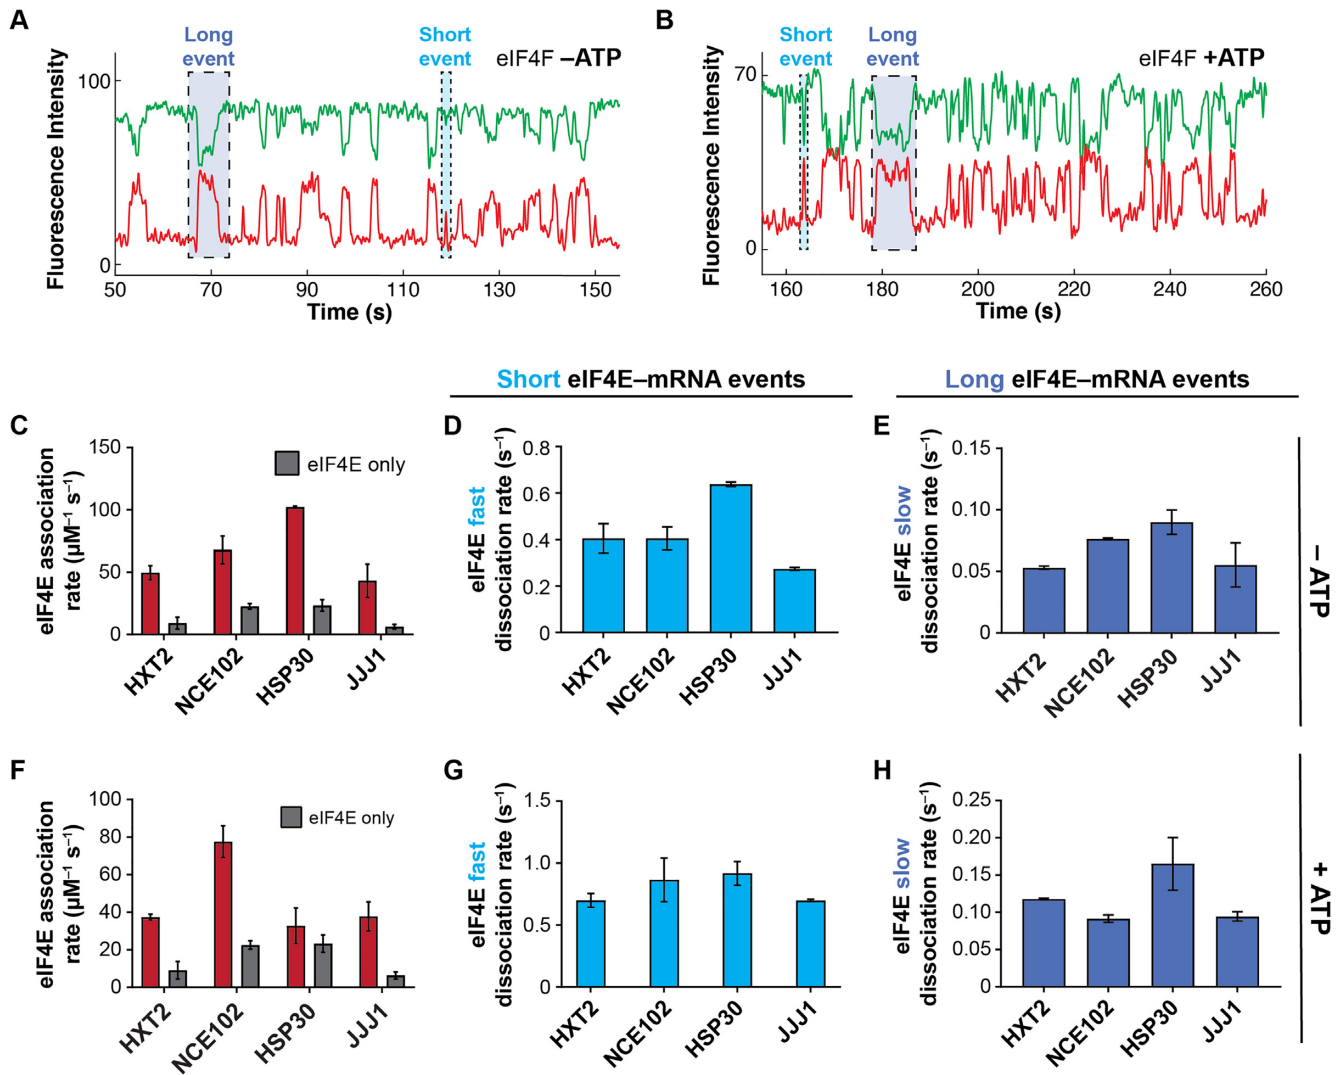 A
Long
event
Short
event
eIF4F –ATP
Fluorescence Intensity
100
50
0
50
70
90
110
130
150
Time (s)
B
Short
event
Long
event
eIF4F +ATP
Fluorescence Intensity
70
0
160
180
200
220
240
260
Time (s)
Short eIF4E–mRNA events
Long eIF4E–mRNA events
C
eIF4E association
rate (µM–1 s–1)
150
100
50
0
eIF4E only
HXT2
NCE102
HSP30
JJJ1
D
eIF4E fast
dissociation rate (s–1)
0.8
0.6
0.4
0.2
0
HXT2
NCE102
HSP30
JJJ1
E
eIF4E slow
dissociation rate (s–1)
0.15
0.10
0.05
0
HXT2
NCE102
HSP30
JJJ1
– ATP
F
eIF4E association
rate (µM–1 s–1)
100
80
60
40
20
0
eIF4E only
HXT2
NCE102
HSP30
JJJ1
G
eIF4E fast
dissociation rate (s–1)
1.5
1.0
0.5
0
HXT2
NCE102
HSP30
JJJ1
H
eIF4E slow
dissociation rate (s–1)
0.25
0.20
0.15
0.10
0.05
0
HXT2
NCE102
HSP30
JJJ1
+ ATP